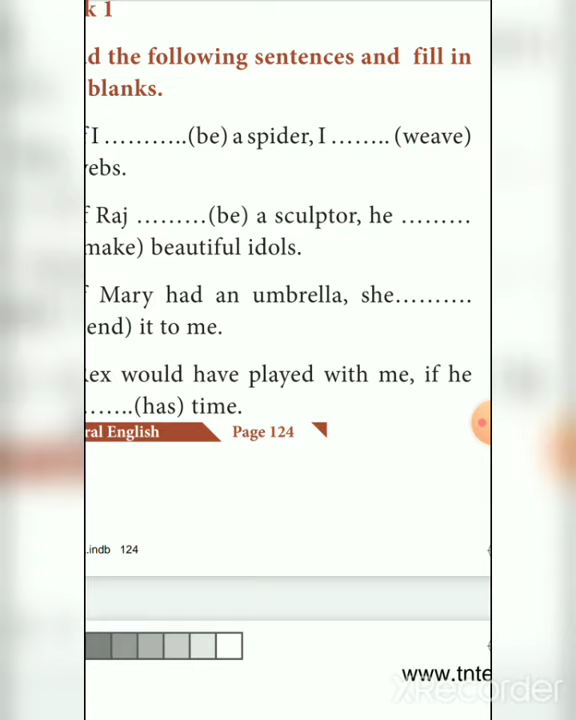 k 1
d the following sentences and fill in
blanks.
f I ………..(be) a spider, I …….. (weave)
ebs.
f Raj ………(be) a sculptor, he ………
make) beautiful idols.
Mary had an umbrella, she……….
end) it to me.
ex would have played with me, if he
…….(has) time.
ral English Page 124
.indb 124
www.tnte
XRecorder